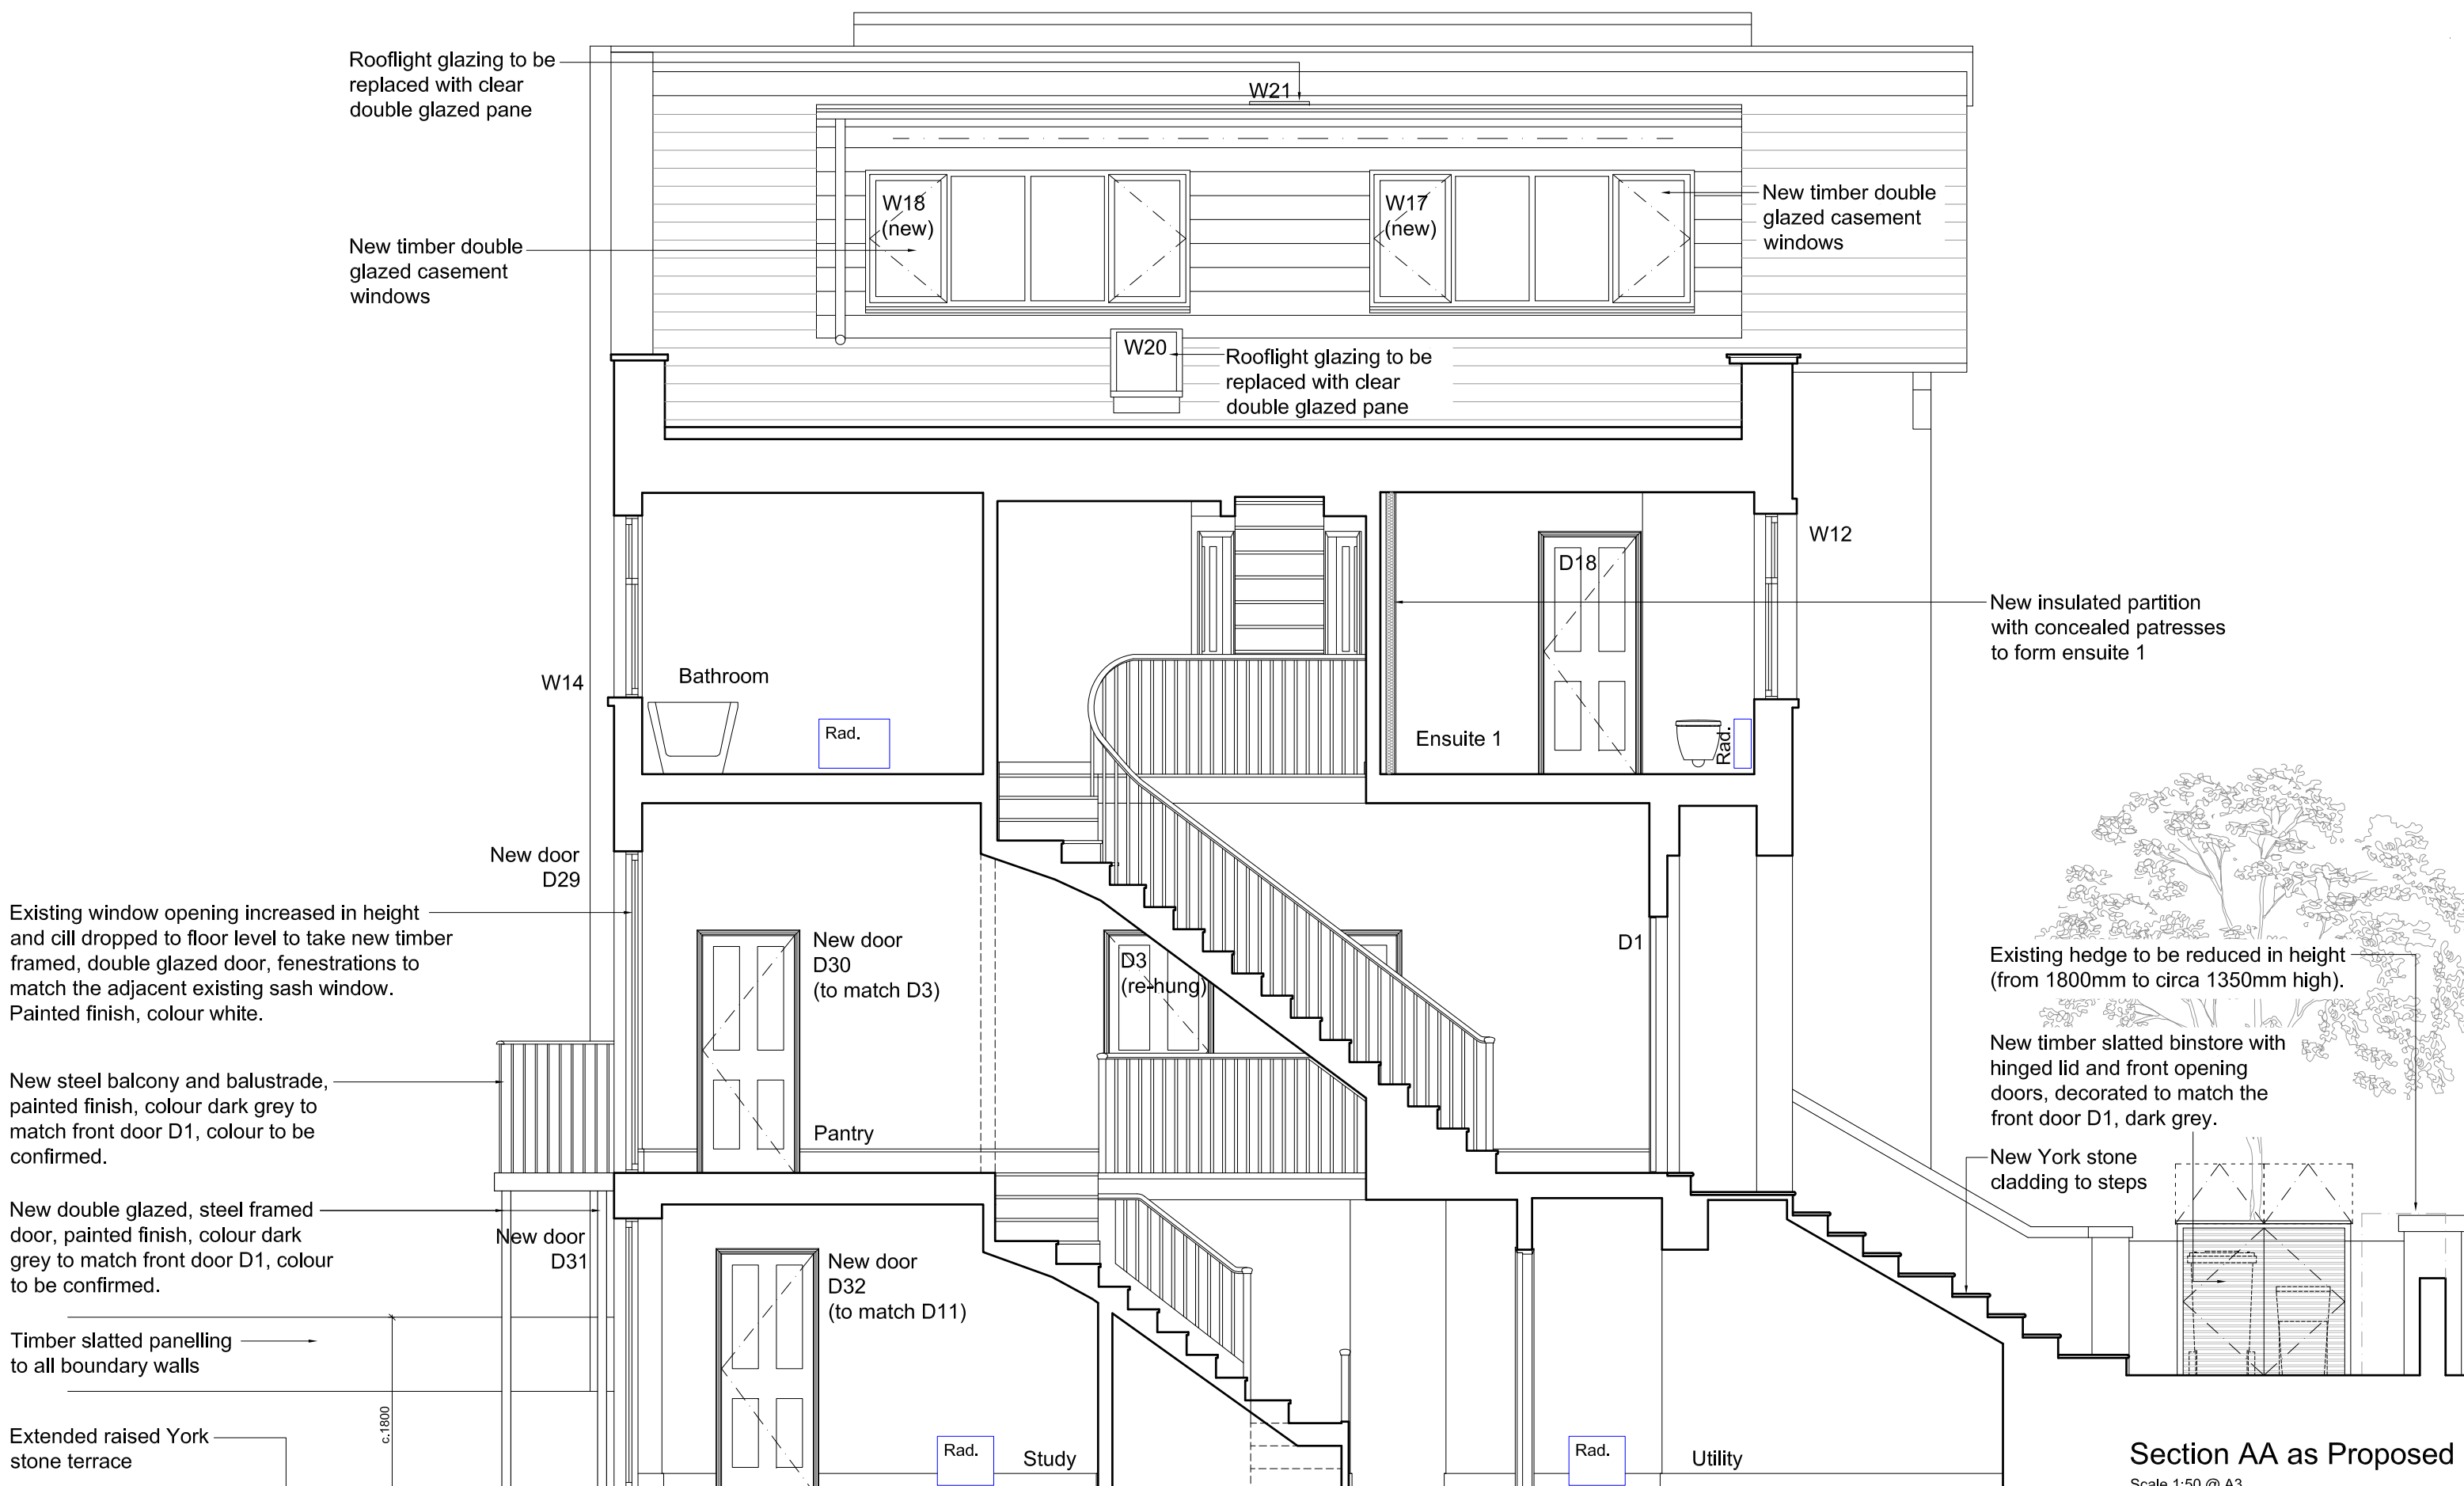 Rooflight glazing to be
replaced with clear
double glazed pane
W21
W18
(new)
W17
(new)
New timber double
glazed casement
windows
New timber double
glazed casement
windows
W20
Rooflight glazing to be
replaced with clear
double glazed pane
W12
D18
New insulated partition
with concealed patresses
to form ensuite 1
W14
Bathroom
Rad.
Ensuite 1
Rad.
New door
D29
Existing window opening increased in height
and cill dropped to floor level to take new timber
framed, double glazed door, fenestrations to
match the adjacent existing sash window.
Painted finish, colour white.
New door
D30
(to match D3)
D3
(re-hung)
D1
Existing hedge to be reduced in height
(from 1800mm to circa 1350mm high).
New timber slatted binstore with
hinged lid and front opening
doors, decorated to match the
front door D1, dark grey.
New steel balcony and balustrade,
painted finish, colour dark grey to
match front door D1, colour to be
confirmed.
Pantry
New York stone
cladding to steps
New double glazed, steel framed
door, painted finish, colour dark
grey to match front door D1, colour
to be confirmed.
New door
D31
New door
D32
(to match D11)
Timber slatted panelling
to all boundary walls
c.1800
Extended raised York
stone terrace
Rad.
Study
Rad.
Utility
Section AA as Proposed
Scale 1:50 @ A3